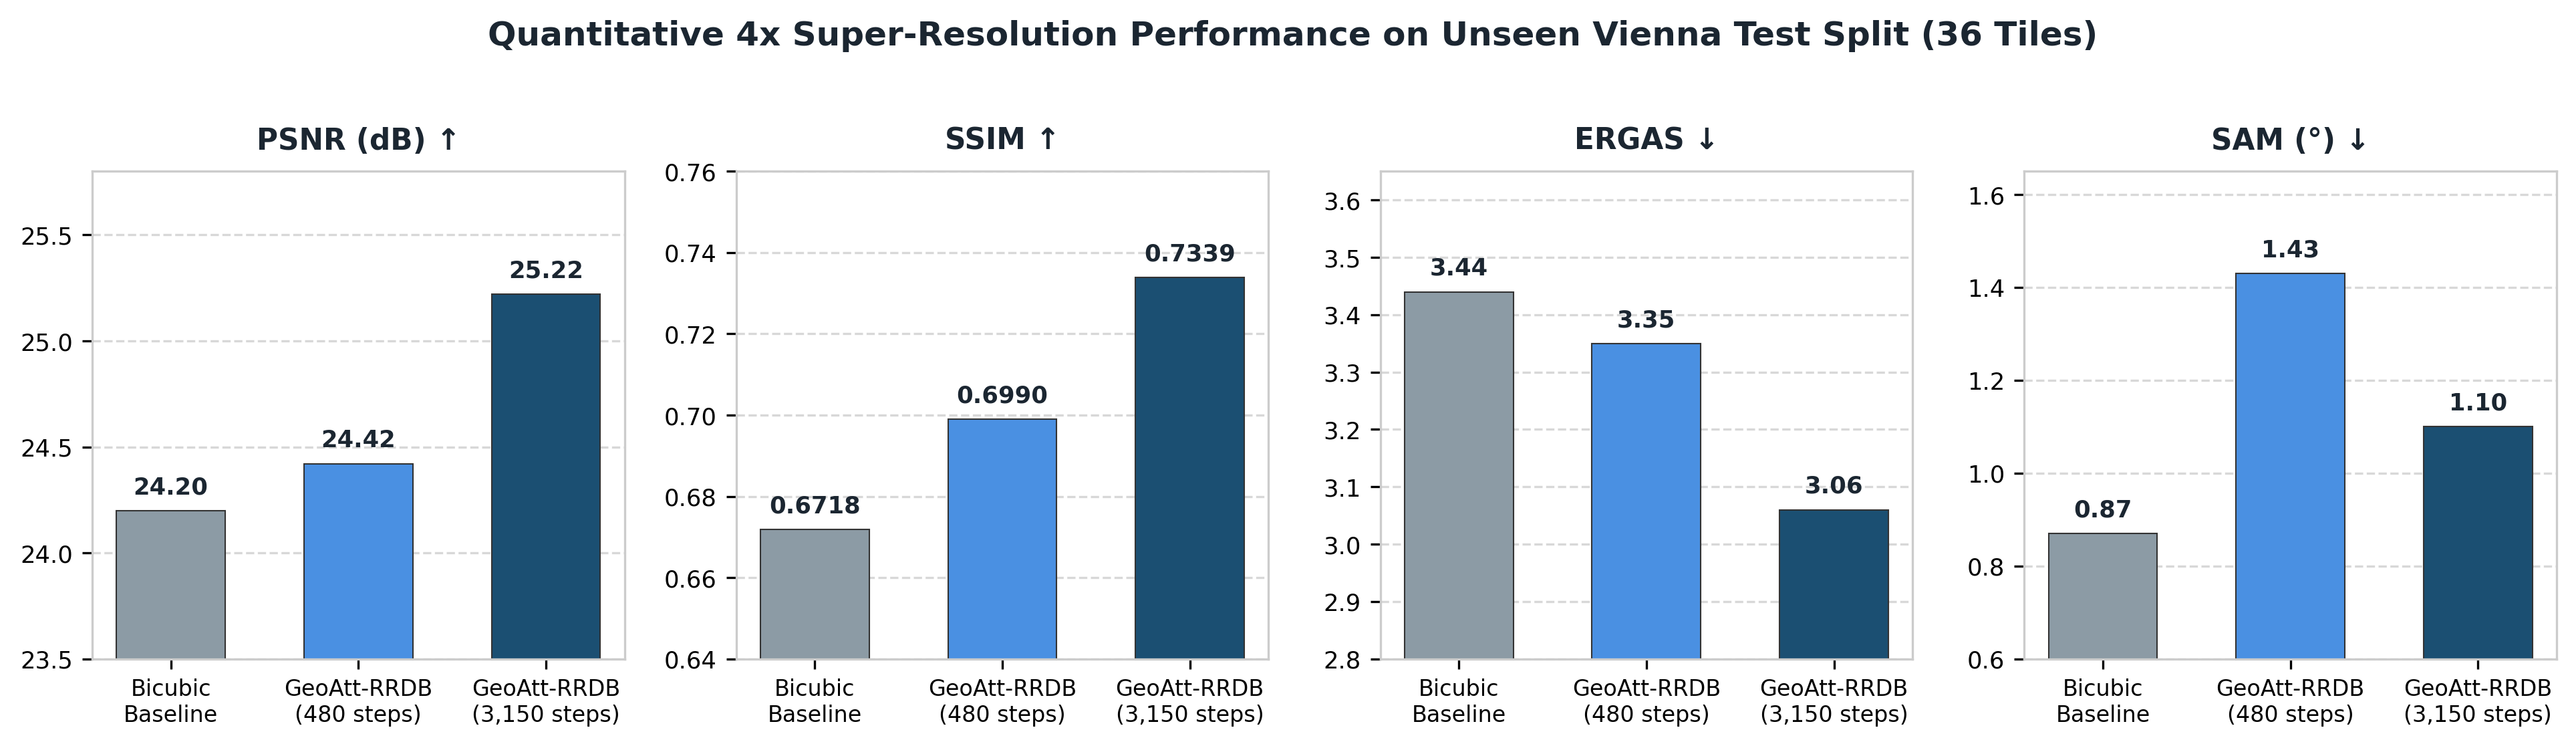 Quantitative 4x Super-Resolution Performance on Unseen Vienna Test Split (36 Tiles)
PSNR (dB) ↑
25.5
25.0
24.5
24.0
23.5
24.20
24.42
25.22
Bicubic
Baseline
GeoAtt-RRDB
(480 steps)
GeoAtt-RRDB
(3,150 steps)
SSIM ↑
0.76
0.74
0.72
0.70
0.68
0.66
0.64
0.6718
0.6990
0.7339
Bicubic
Baseline
GeoAtt-RRDB
(480 steps)
GeoAtt-RRDB
(3,150 steps)
ERGAS ↓
3.6
3.5
3.4
3.3
3.2
3.1
3.0
2.9
2.8
3.44
3.35
3.06
Bicubic
Baseline
GeoAtt-RRDB
(480 steps)
GeoAtt-RRDB
(3,150 steps)
SAM (°) ↓
1.6
1.4
1.2
1.0
0.8
0.6
0.87
1.43
1.10
Bicubic
Baseline
GeoAtt-RRDB
(480 steps)
GeoAtt-RRDB
(3,150 steps)